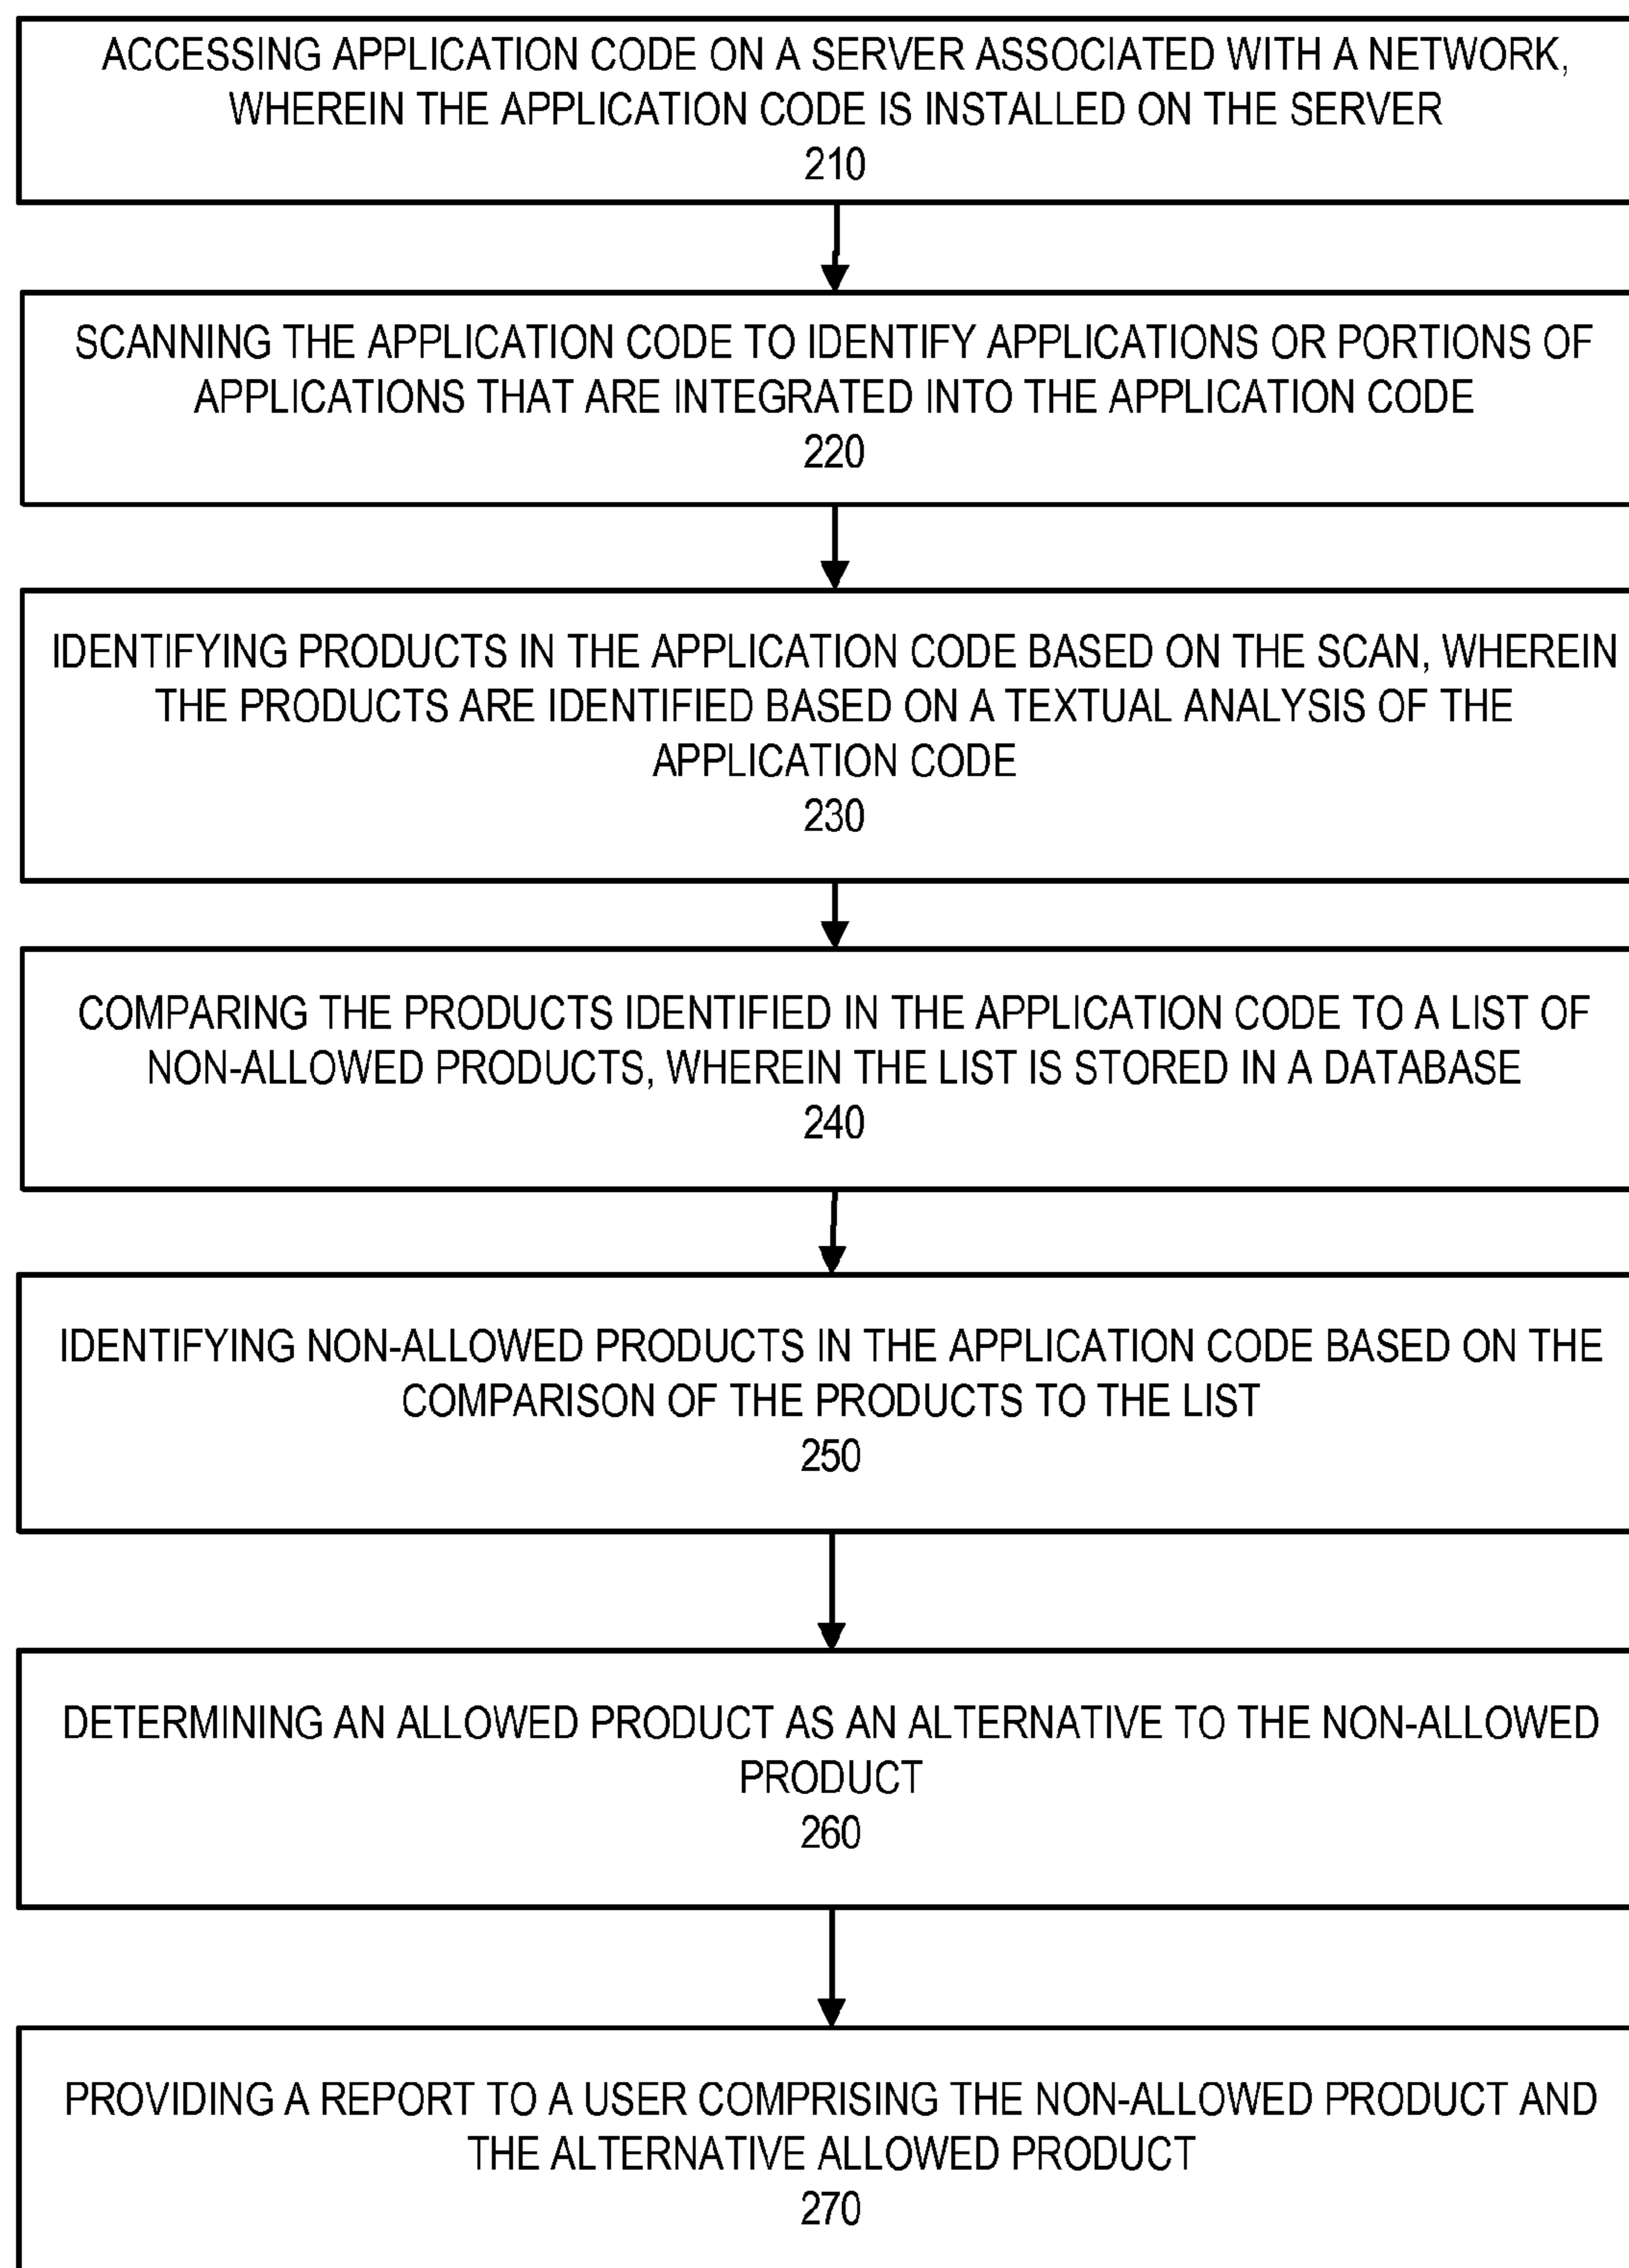 ACCESSING APPLICATION CODE ON A SERVER ASSOCIATED WITH A NETWORK,
WHEREIN THE APPLICATION CODE IS INSTALLED ON THE SERVER
210
SCANNING THE APPLICATION CODE TO IDENTIFY APPLICATIONS OR PORTIONS OF
APPLICATIONS THAT ARE INTEGRATED INTO THE APPLICATION CODE
220
IDENTIFYING PRODUCTS IN THE APPLICATION CODE BASED ON THE SCAN, WHEREIN
THE PRODUCTS ARE IDENTIFIED BASED ON A TEXTUAL ANALYSIS OF THE
APPLICATION CODE
230
COMPARING THE PRODUCTS IDENTIFIED IN THE APPLICATION CODE TO A LIST OF
NON-ALLOWED PRODUCTS, WHEREIN THE LIST IS STORED IN A DATABASE
240
IDENTIFYING NON-ALLOWED PRODUCTS IN THE APPLICATION CODE BASED ON THE
COMPARISON OF THE PRODUCTS TO THE LIST
250
DETERMINING AN ALLOWED PRODUCT AS AN ALTERNATIVE TO THE NON-ALLOWED
PRODUCT
260
PROVIDING A REPORT TO A USER COMPRISING THE NON-ALLOWED PRODUCT AND
THE ALTERNATIVE ALLOWED PRODUCT
270